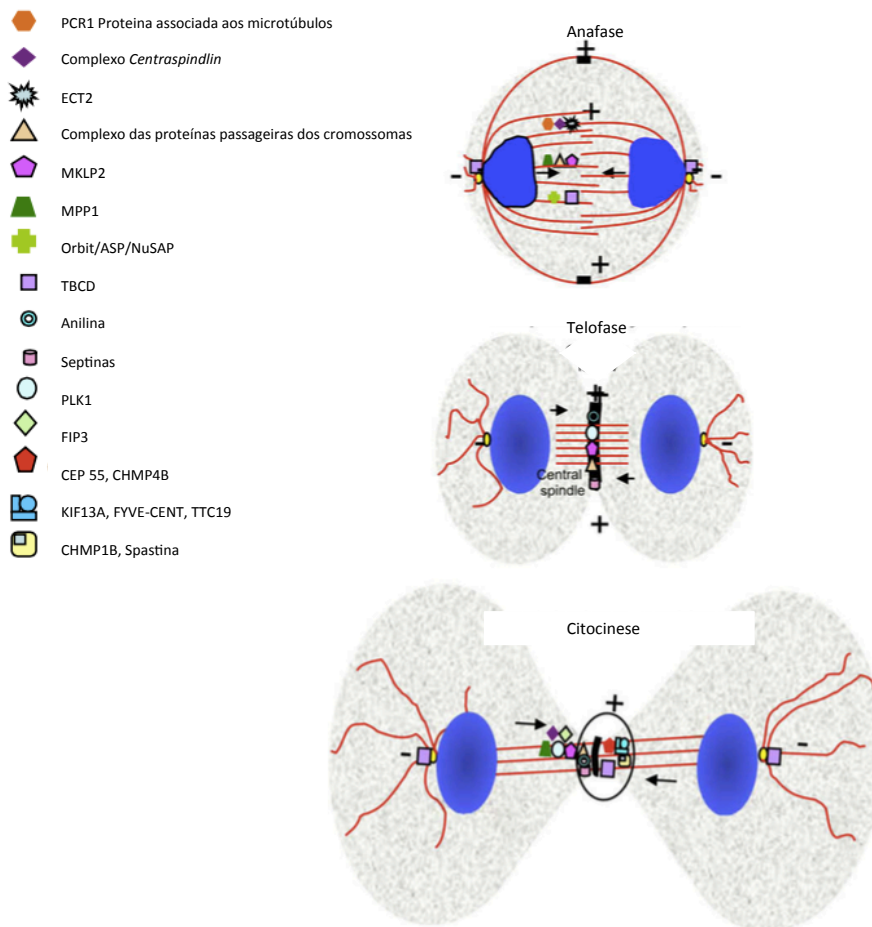 PCR1 Proteina associada aos microtúbulos
Complexo Centraspindlin
ECT2
Complexo das proteínas passageiras dos cromossomas
MKLP2
MPP1
Orbit/ASP/NuSAP
TBCD
Anilina
Septinas
PLK1
FIP3
CEP 55, CHMP4B
KIF13A, FYVE-CENT, TTC19
CHMP1B, Spastina
Anafase
+
+
- -
+
Telofase
+
- -
Central
spindle
+
Citocinese
+
- -